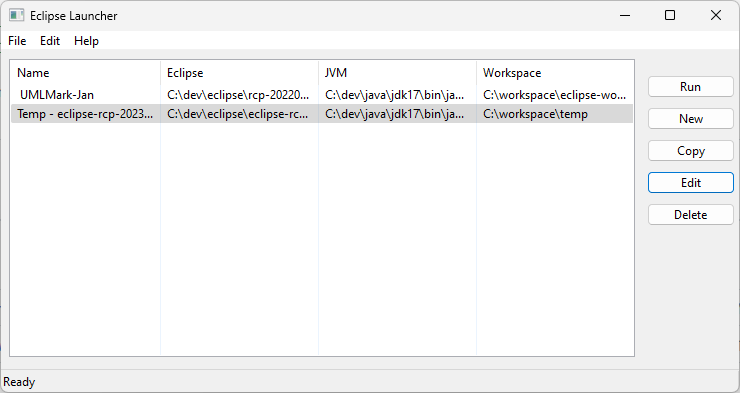 Eclipse Launcher
File Edit Help
Name Eclipse JVM Workspace
UMLMark-Jan C:\dev\eclipse\rcp-20220... C:\dev\java\jdk17\bin\ja... C:\workspace\eclipse-wo...
Temp - eclipse-rcp-2023... C:\dev\eclipse\eclipse-rc... C:\dev\java\jdk17\bin\ja... C:\workspace\temp
Run
New
Copy
Edit
Delete
Ready